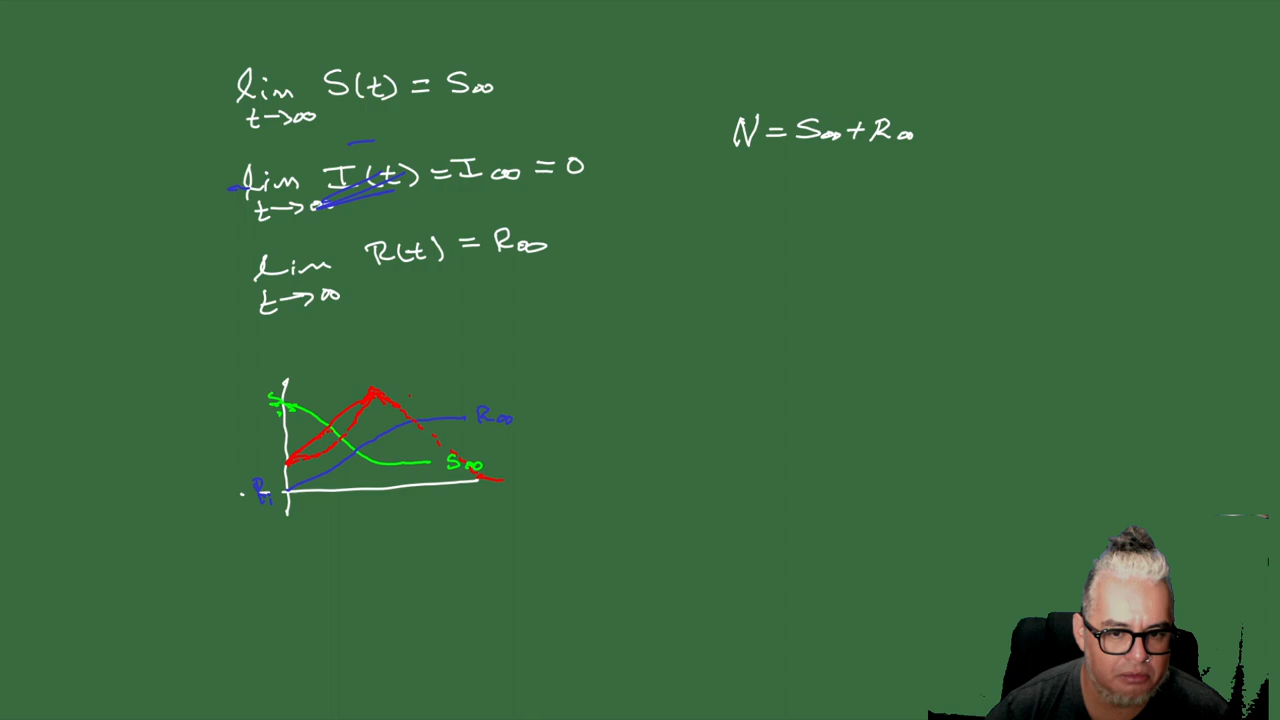 lim S(t) = S∞
t→∞
N = S∞ + R∞
lim I(t) = I∞ = 0
t→∞
lim R(t) = R∞
t→∞
R∞
S∞